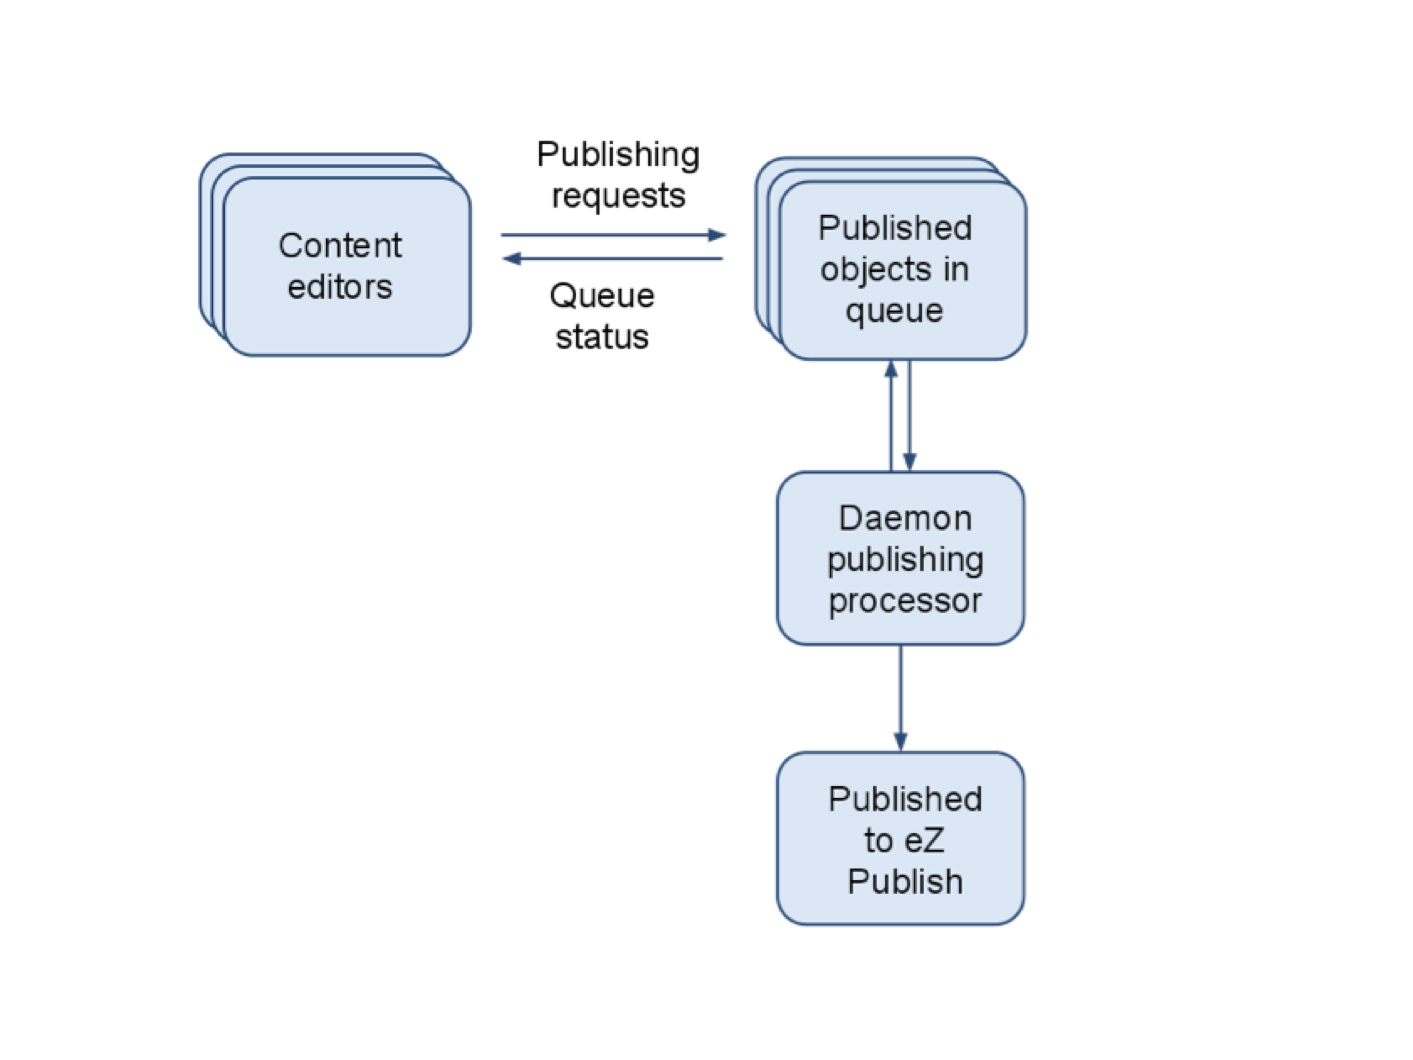 Publishing
requests
Content
editors
Queue
status
Published
objects in
queue
Daemon
publishing
processor
Published
to eZ
Publish